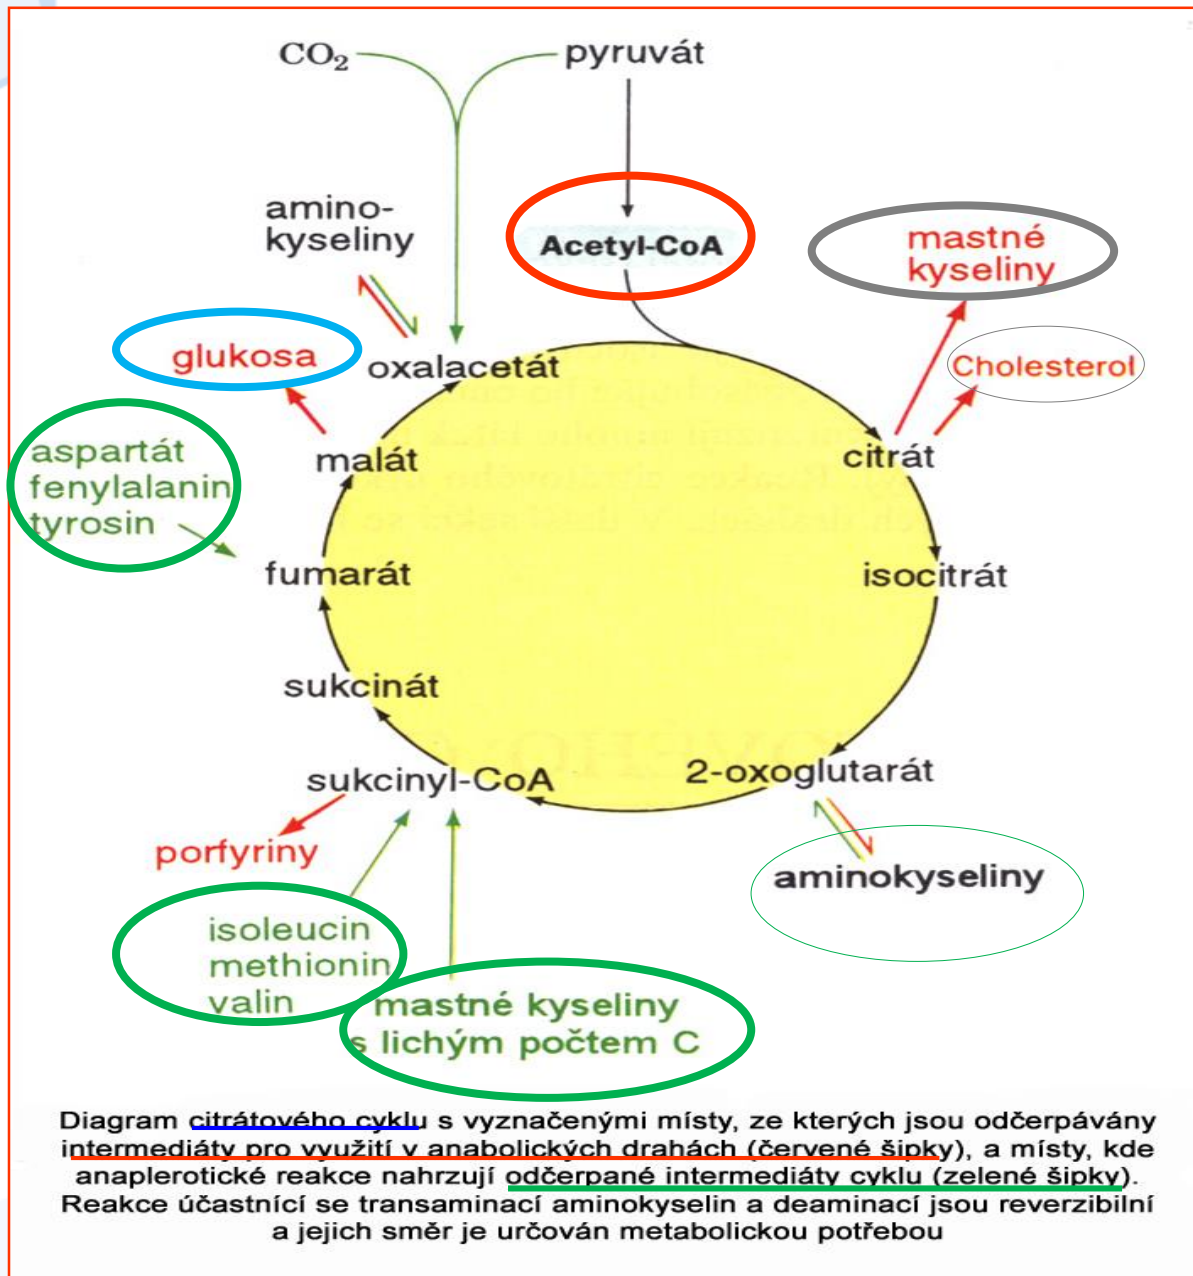 CO₂
pyruvát
amino-
kyseliny
Acetyl-CoA
mastné
kyseliny
glukosa
oxalacetát
Cholesterol
aspartát
fenylalanin
tyrosin
malát
citrát
fumarát
isocitrát
sukcinát
sukcinyl-CoA
2-oxoglutarát
porfyriny
aminokyseliny
isoleucin
methionin
valin
mastné kyseliny
s lichým počtem C
Diagram citrátového cyklu s vyznačenými místy, ze kterých jsou odčerpávány
intermediáty pro využití v anabolických drahách (červené šipky), a místy, kde
anaplerotické reakce nahrzují odčerpané intermediáty cyklu (zelené šipky).
Reakce účastnící se transaminací aminokyselin a deaminací jsou reverzibilní
a jejich směr je určován metabolickou potřebou